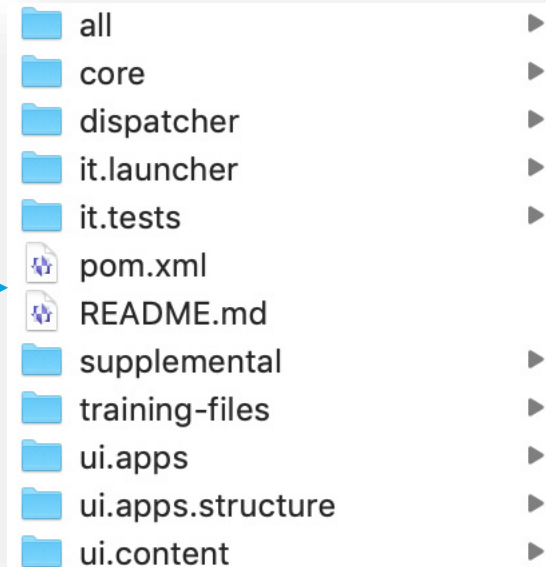 all
core
dispatcher
it.launcher
it.tests
pom.xml
README.md
supplemental
training-files
ui.apps
ui.apps.structure
ui.content